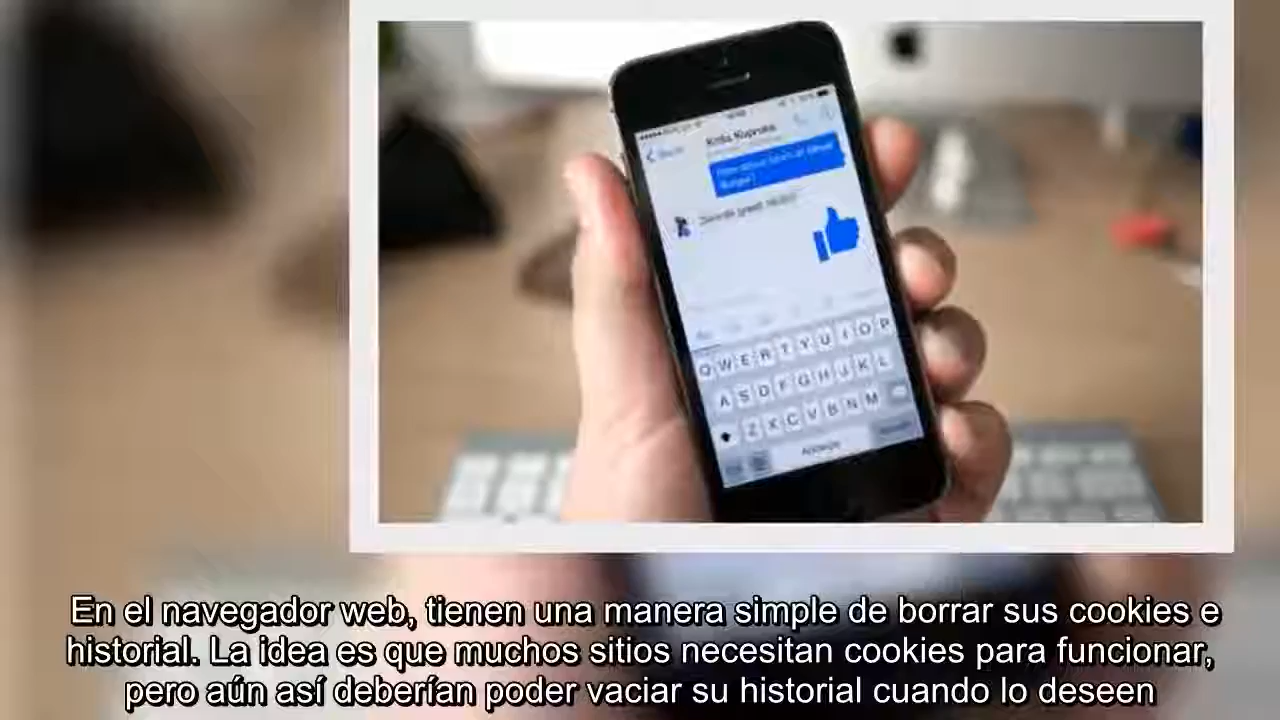 Q W E R T Y U I O P
A S D F G H J K L
Z X C V B N M
En el navegador web, tienen una manera simple de borrar sus cookies e
historial. La idea es que muchos sitios necesitan cookies para funcionar,
pero aún así deberían poder vaciar su historial cuando lo deseen